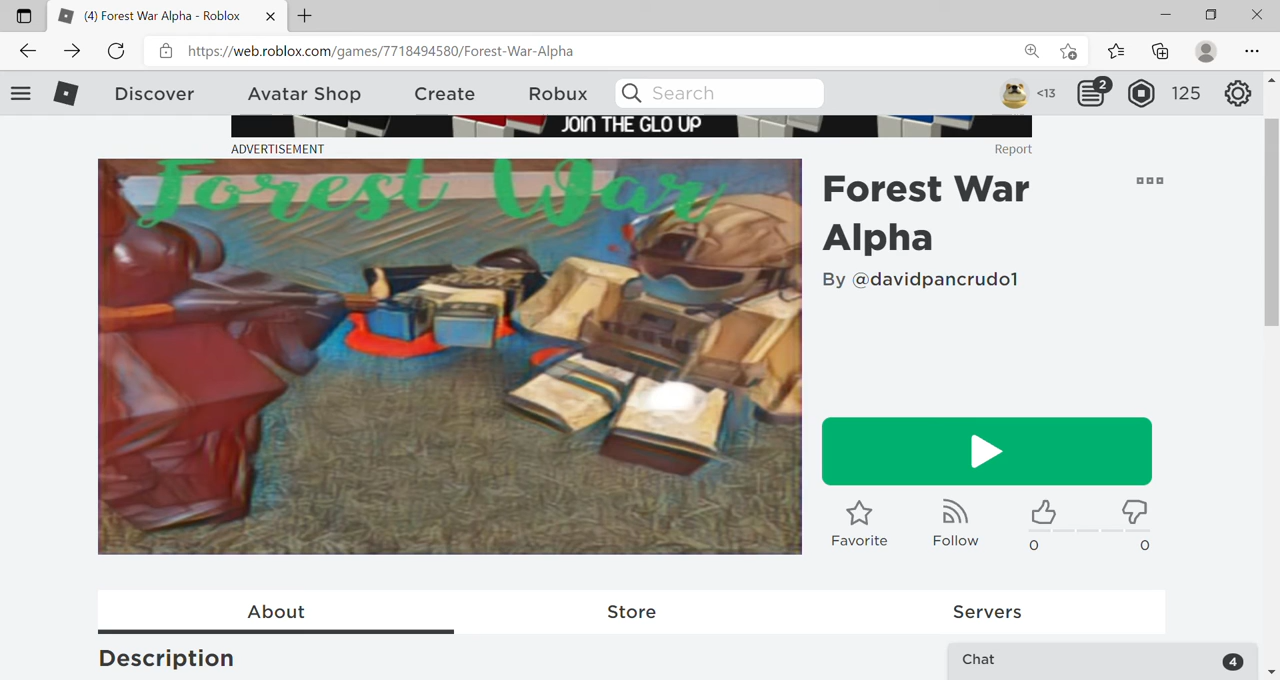 (4) Forest War Alpha - Roblox
https://web.roblox.com/games/7718494580/Forest-War-Alpha
Discover
Avatar Shop
Create
Robux
Search
<13
2
125
JOIN THE GLO UP
ADVERTISEMENT
Report
Forest War
Forest War
Alpha
By @davidpancrudo1
Favorite
Follow
0
0
About
Store
Servers
Description
Chat
4